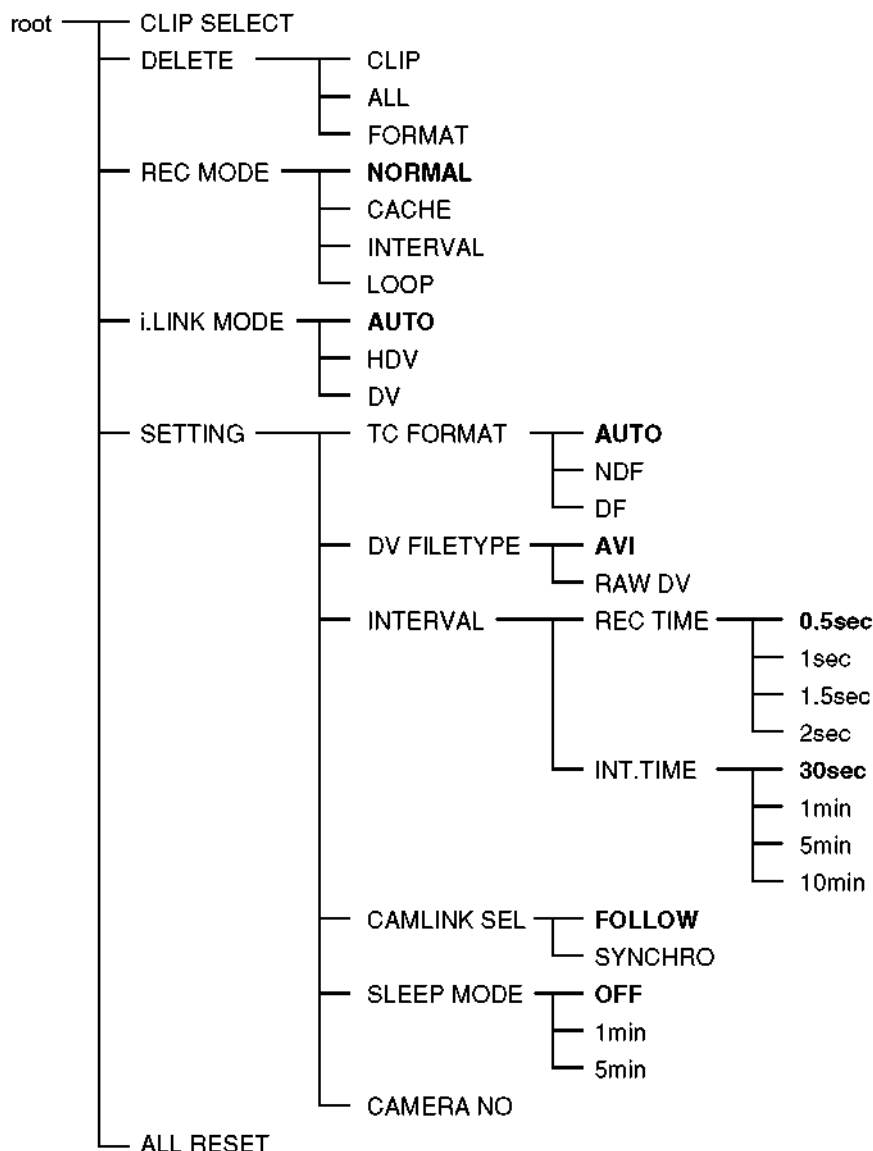 root CLIP SELECT
DELETE CLIP
ALL
FORMAT
REC MODE NORMAL
CACHE
INTERVAL
LOOP
i.LINK MODE AUTO
HDV
DV
SETTING TC FORMAT AUTO
NDF
DF
DV FILETYPE AVI
RAW DV
INTERVAL REC TIME 0.5sec
1sec
1.5sec
2sec
INT.TIME 30sec
1min
5min
10min
CAMLINK SEL FOLLOW
SYNCHRO
SLEEP MODE OFF
1min
5min
CAMERA NO
ALL RESET